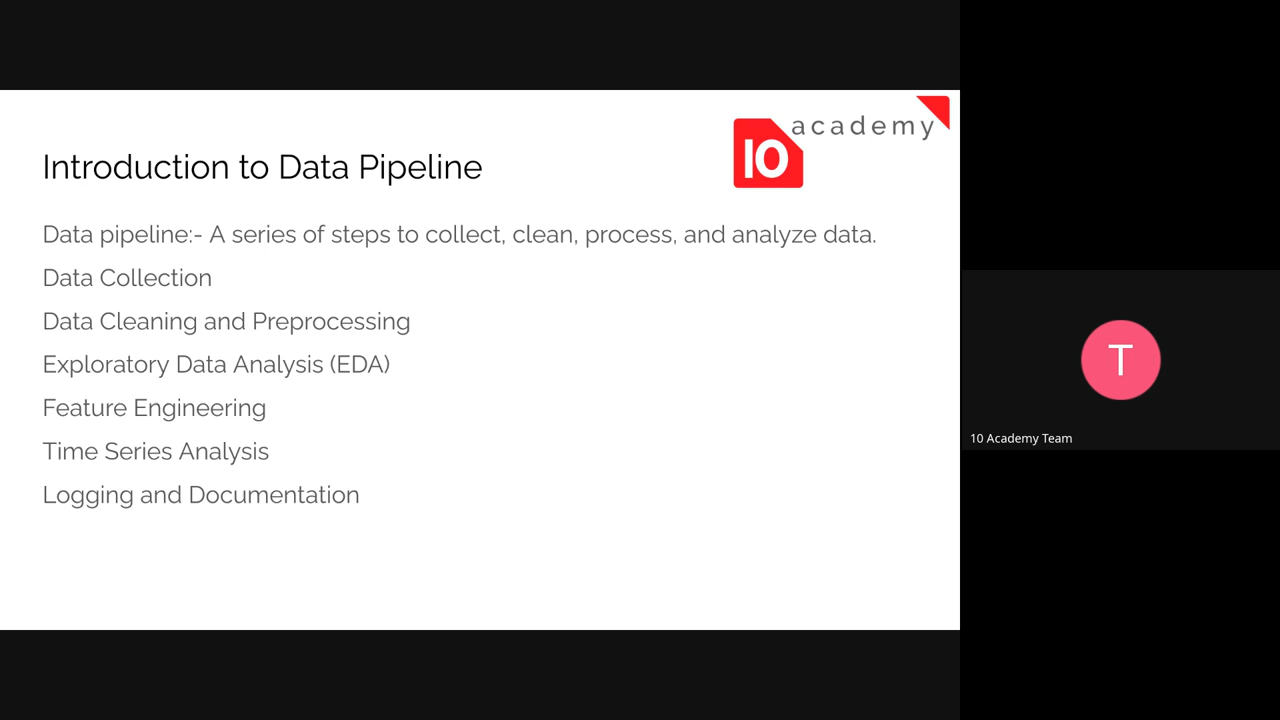 academy
10
Introduction to Data Pipeline
Data pipeline:- A series of steps to collect, clean, process, and analyze data.
Data Collection
Data Cleaning and Preprocessing
Exploratory Data Analysis (EDA)
Feature Engineering
Time Series Analysis
Logging and Documentation
T
10 Academy Team